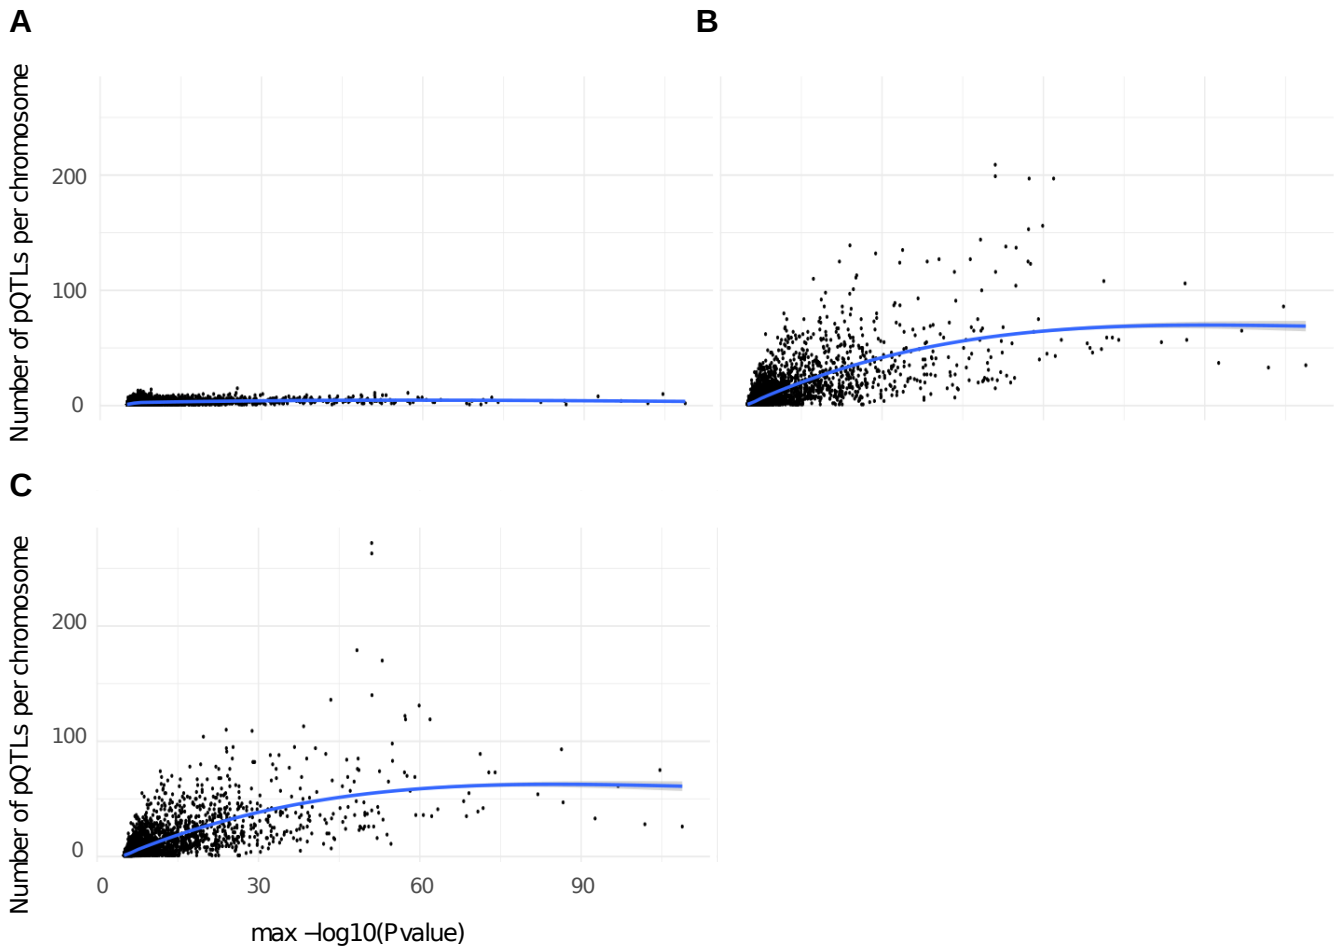 A
B
Number of pQTLs per chromosome
200
100
0
C
Number of pQTLs per chromosome
200
100
0
0 30 60 90
max −log10(Pvalue)